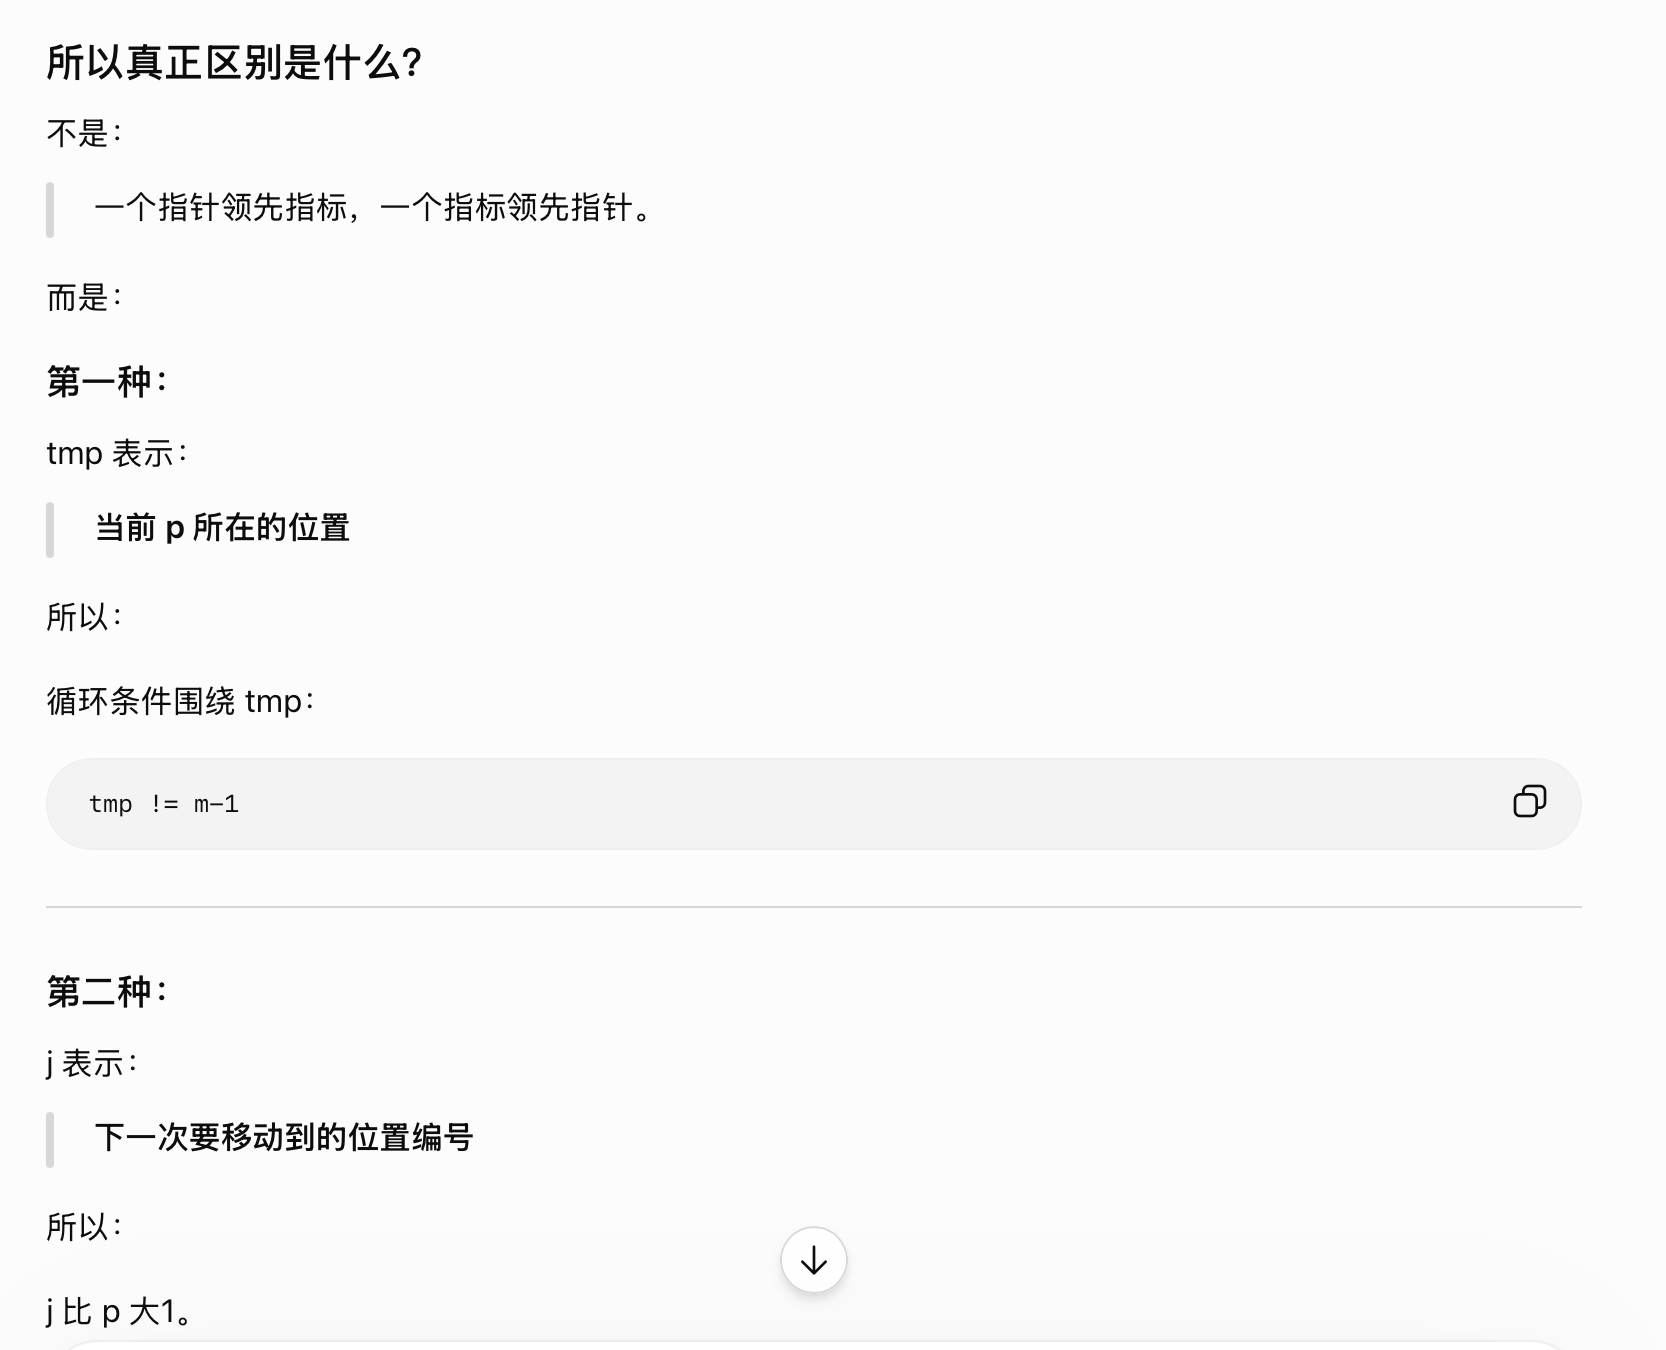 所以真正区别是什么?
不是：
一个指针领先指标，一个指标领先指针。
而是：
第一种：
tmp 表示：
当前 p 所在的位置
所以：
循环条件围绕 tmp：
tmp != m-1
第二种：
j 表示：
下一次要移动到的位置编号
所以：
j 比 p 大1。